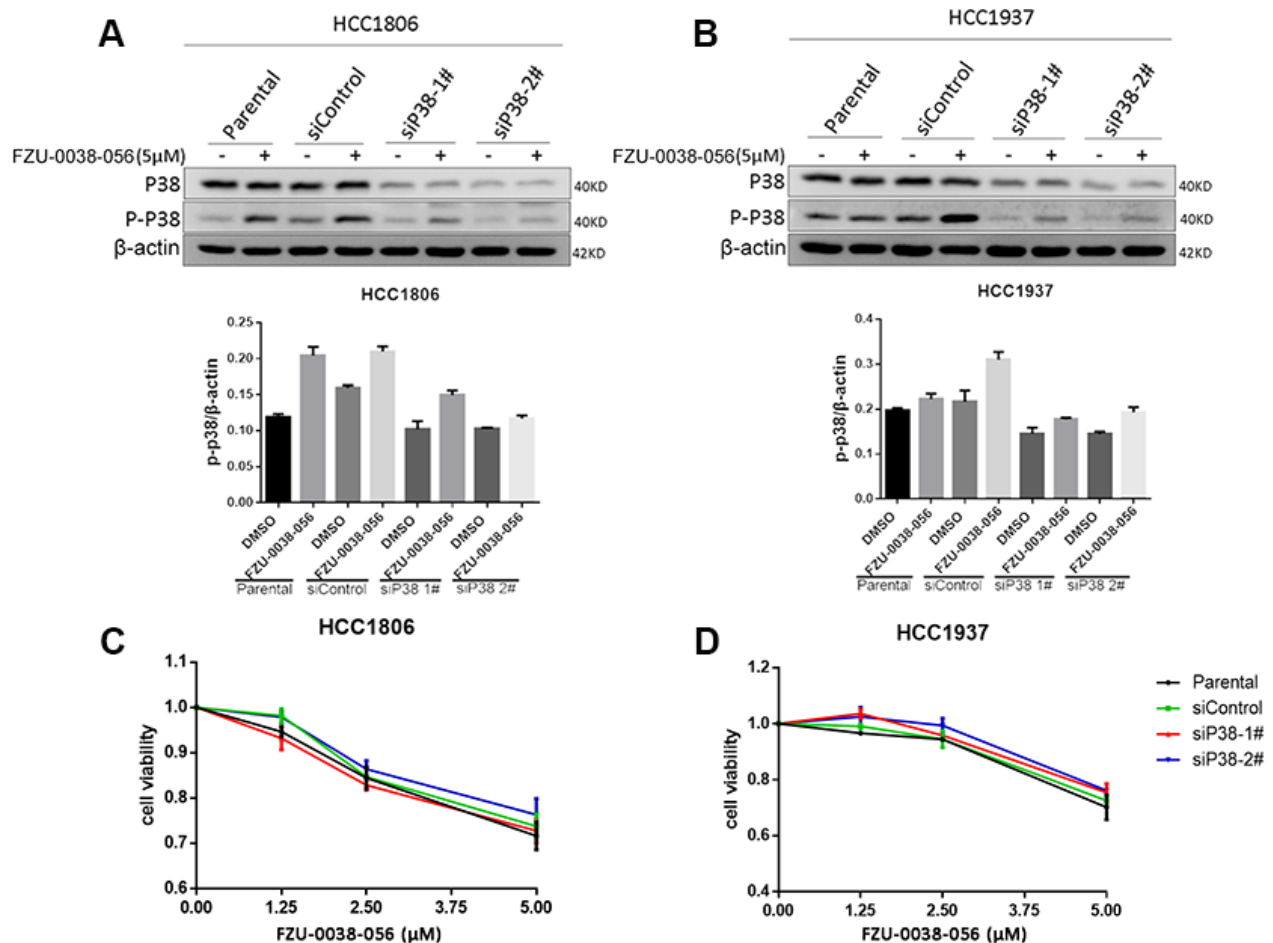 A
HCC1806
Parental siControl siP38-1# siP38-2#
FZU-0038-056(5μM) - + - + - + - +
P38 40KD
P-P38 40KD
β-actin 42KD
HCC1806
p-p38/β-actin
0.25
0.20
0.15
0.10
0.05
0.00
DMSO FZU-0038-056 DMSO FZU-0038-056 DMSO FZU-0038-056 DMSO FZU-0038-056
Parental siControl siP38 1# siP38 2#
B
HCC1937
Parental siControl siP38-1# siP38-2#
FZU-0038-056(5μM) - + - + - + - +
P38 40KD
P-P38 40KD
β-actin 42KD
HCC1937
p-p38/β-actin
0.4
0.3
0.2
0.1
0.0
DMSO FZU-0038-056 DMSO FZU-0038-056 DMSO FZU-0038-056 DMSO FZU-0038-056
Parental siControl siP38 1# siP38 2#
C
HCC1806
cell viability
1.1
1.0
0.9
0.8
0.7
0.6
0.00 1.25 2.50 3.75 5.00
FZU-0038-056 (μM)
D
HCC1937
cell viability
1.2
1.0
0.8
0.6
0.4
0.00 1.25 2.50 3.75 5.00
FZU-0038-056 (μM)
Parental
siControl
siP38-1#
siP38-2#